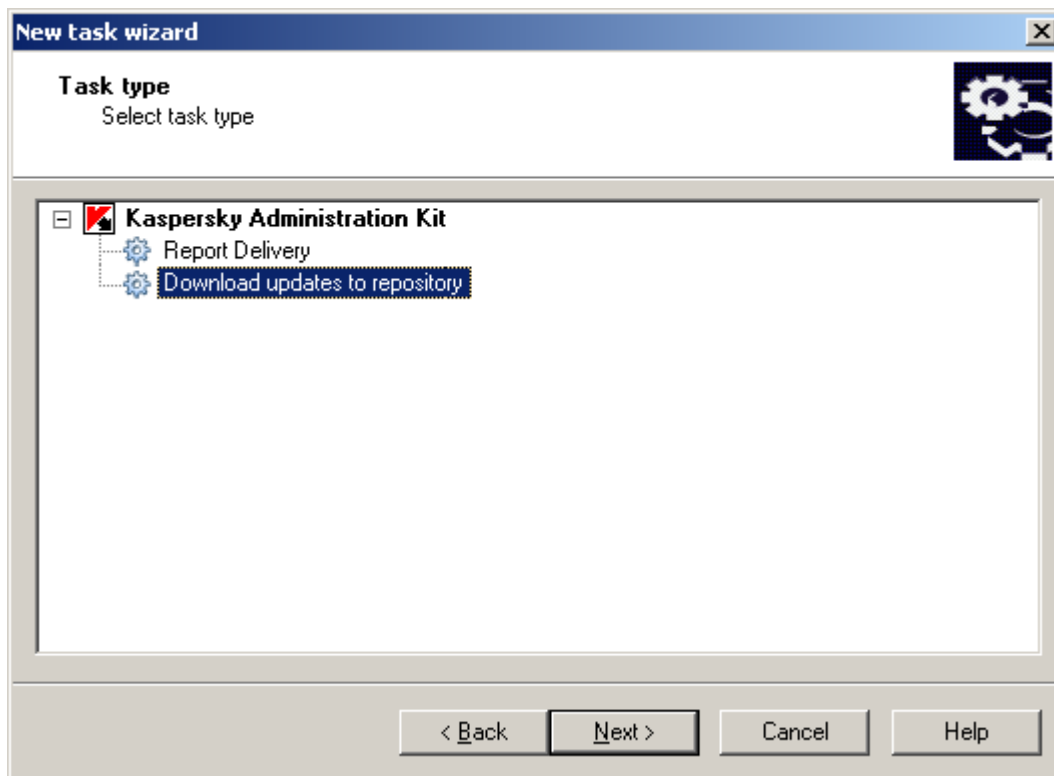 New task wizard
Task type
Select task type
Kaspersky Administration Kit
Report Delivery
Download updates to repository
< Back Next > Cancel Help